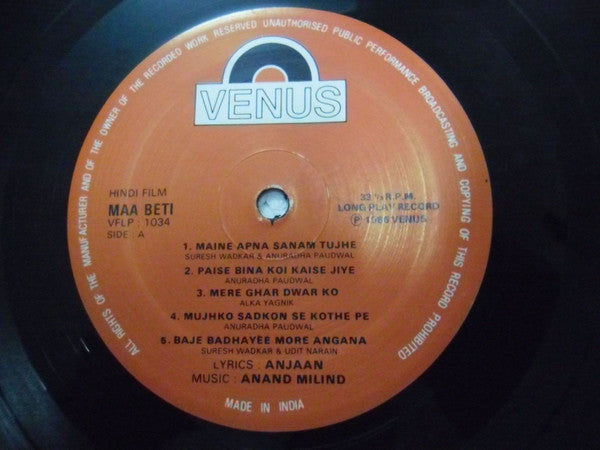 ALL RIGHTS OF THE MANUFACTURER AND OF THE OWNER OF THE RECORDED WORK RESERVED UNAUTHORISED PUBLIC PERFORMANCE BROADCASTING AND COPYING OF THIS RECORD PROHIBITED
VENUS
HINDI FILM
MAA BETI
VFLP : 1034
SIDE : A
33⅓ R.P.M.
LONG PLAY RECORD
℗ 1986 VENUS
1. MAINE APNA SANAM TUJHE
SURESH WADKAR & ANURADHA PAUDWAL
2. PAISE BINA KOI KAISE JIYE
ANURADHA PAUDWAL
3. MERE GHAR DWAR KO
ALKA YAGNIK
4. MUJHKO SADKON SE KOTHE PE
ANURADHA PAUDWAL
5. BAJE BADHAYEE MORE ANGANA
SURESH WADKAR & UDIT NARAIN
LYRICS : ANJAAN
MUSIC : ANAND MILIND
MADE IN INDIA